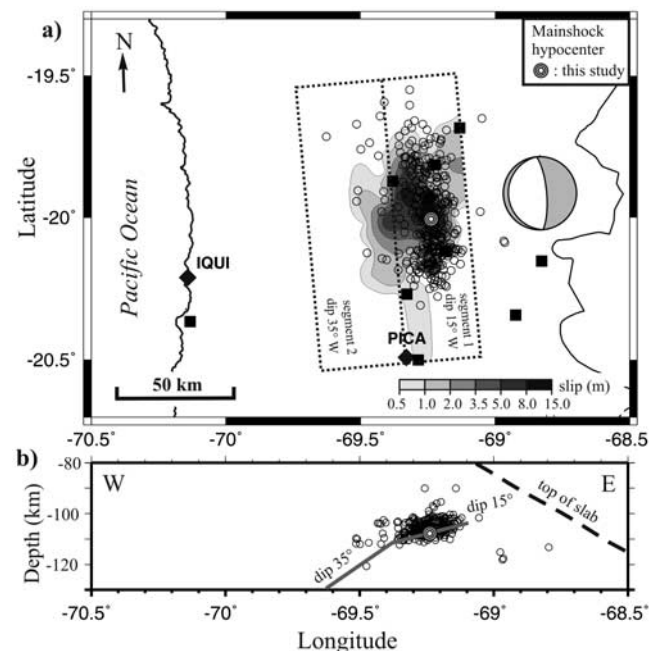 a)
N
Mainshock
hypocenter
: this study
-19.5
-20
-20.5
Latitude
Pacific Ocean
IQUI
PICA
segment 2
dip 35° W
segment 1
dip 15° W
slip (m)
0.5 1.0 2.0 3.5 5.0 8.0 15.0
50 km
-70.5 -70 -69.5 -69 -68.5
b)
W
E
-80
-100
-120
Depth (km)
dip 35°
dip 15°
top of slab
-70.5° -70° -69.5° -69° -68.5°
Longitude